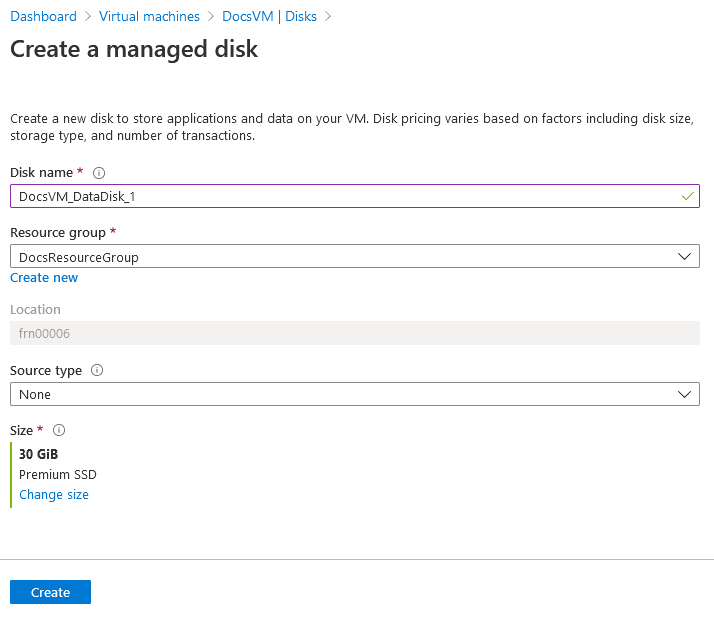 Dashboard > Virtual machines > DocsVM | Disks >
Create a managed disk
Create a new disk to store applications and data on your VM. Disk pricing varies based on factors including disk size,
storage type, and number of transactions.
Disk name *
DocsVM_DataDisk_1
Resource group *
DocsResourceGroup
Create new
Location
frn00006
Source type
None
Size *
30 GiB
Premium SSD
Change size
Create